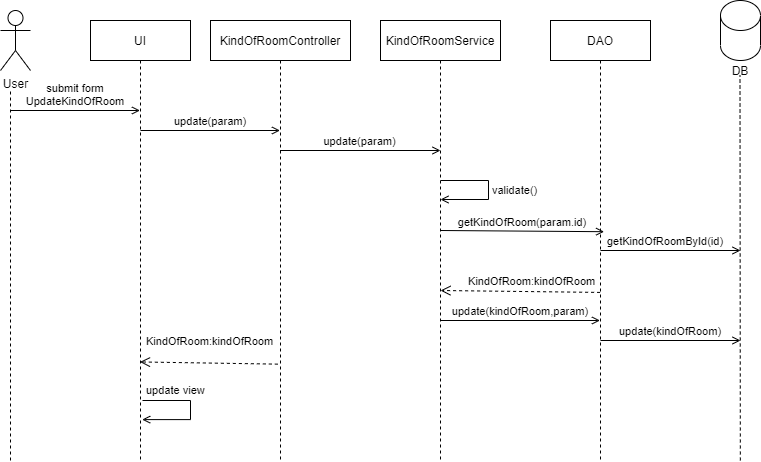 UI
KindOfRoomController
KindOfRoomService
DAO
DB
User
submit form
UpdateKindOfRoom
update(param)
update(param)
validate()
getKindOfRoom(param.id)
getKindOfRoomById(id)
KindOfRoom:kindOfRoom
update(kindOfRoom,param)
update(kindOfRoom)
KindOfRoom:kindOfRoom
update view